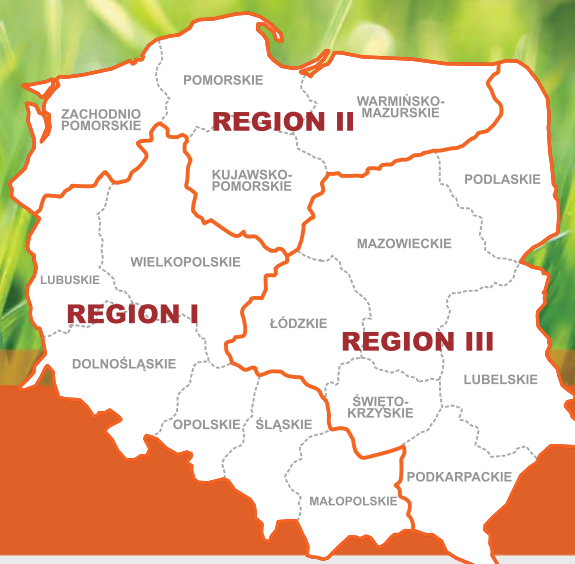 POMORSKIE
ZACHODNIO
POMORSKIE
REGION II
WARMIŃSKO-
MAZURSKIE
KUJAWSKO-
POMORSKIE
PODLASKIE
MAZOWIECKIE
WIELKOPOLSKIE
LUBUSKIE
REGION I
ŁÓDZKIE
REGION III
DOLNOŚLĄSKIE
LUBELSKIE
ŚWIĘTO-
KRZYSKIE
OPOLSKIE
ŚLĄSKIE
PODKARPACKIE
MAŁOPOLSKIE